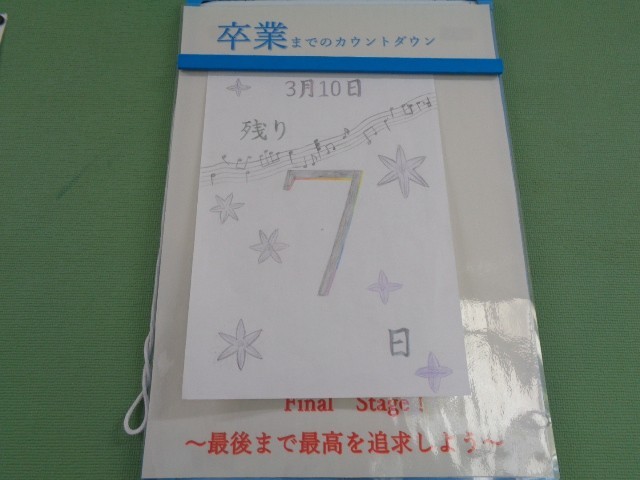 卒業までのカウントダウン
3月10日
残り
7
日
Final Stage!
〜最後まで最高を追求しよう〜